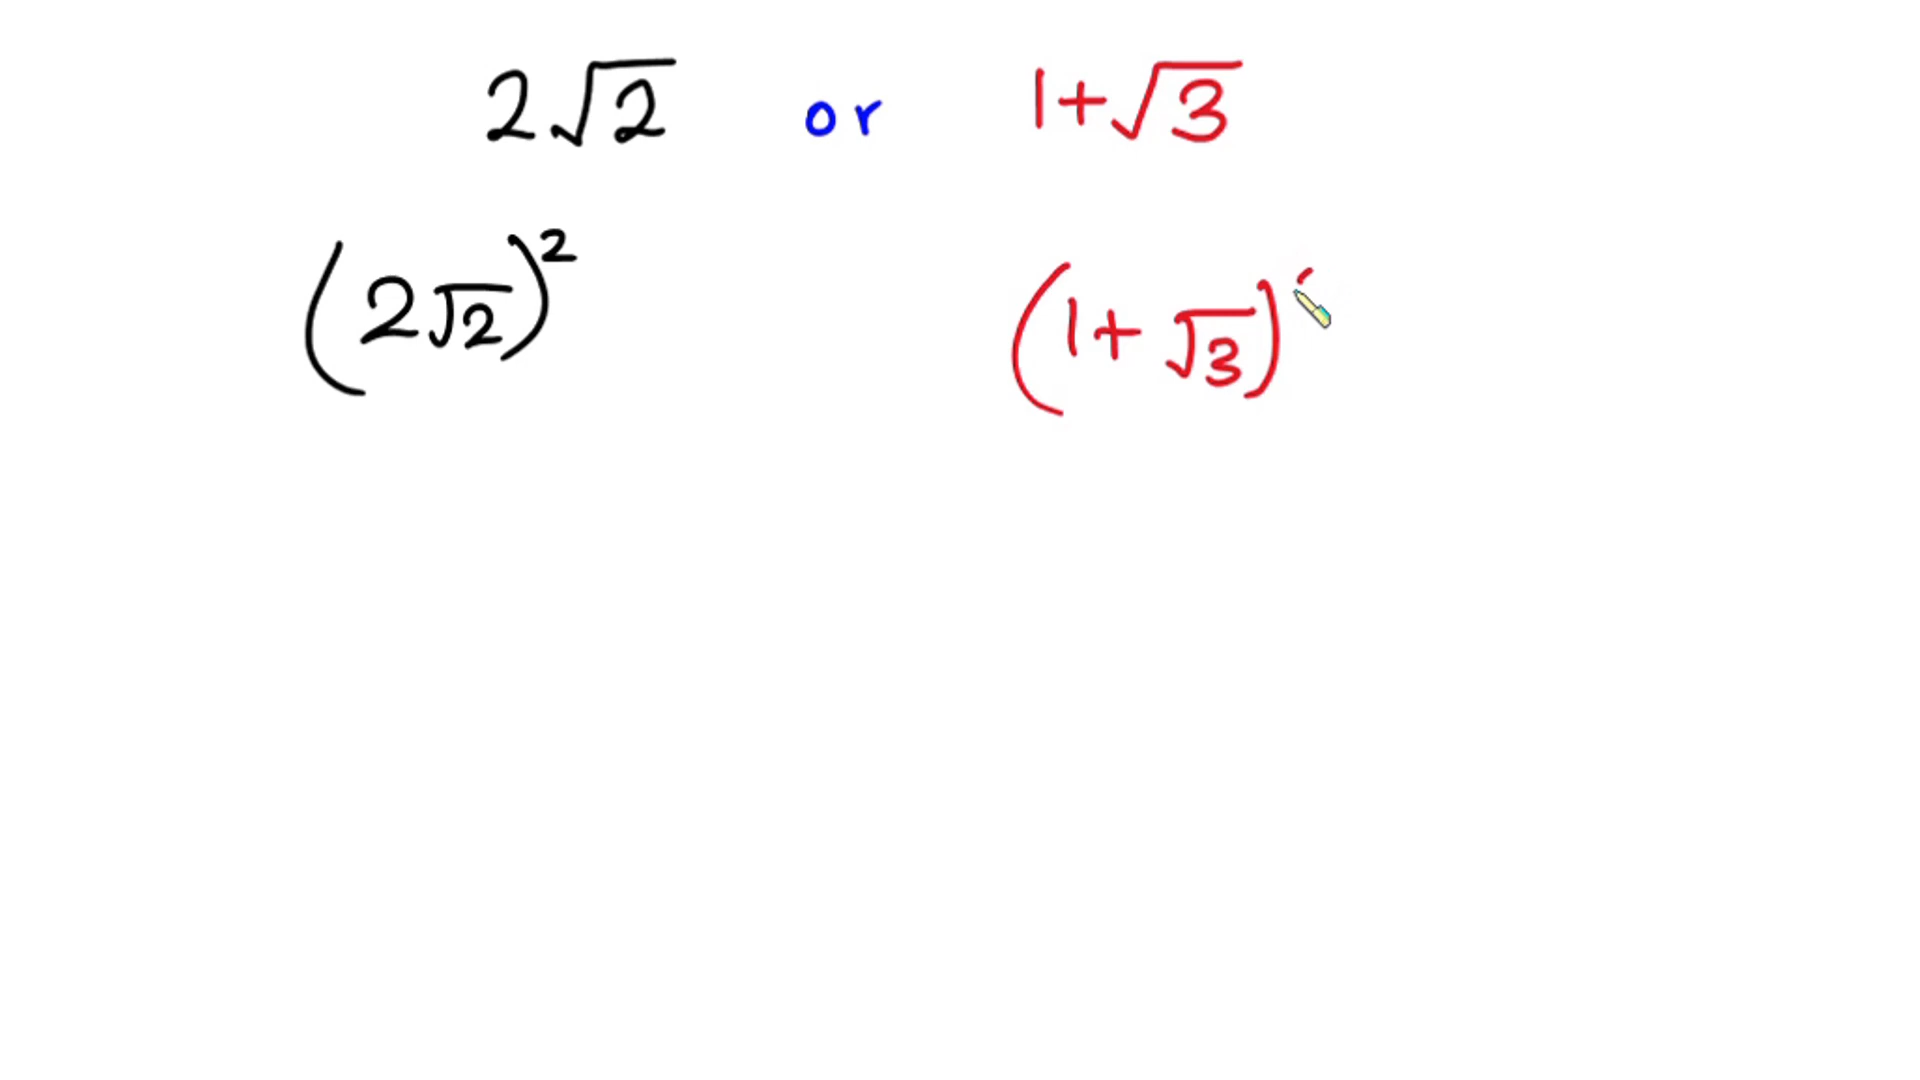 2√2 or 1+√3
(2√2)² (1+√3)